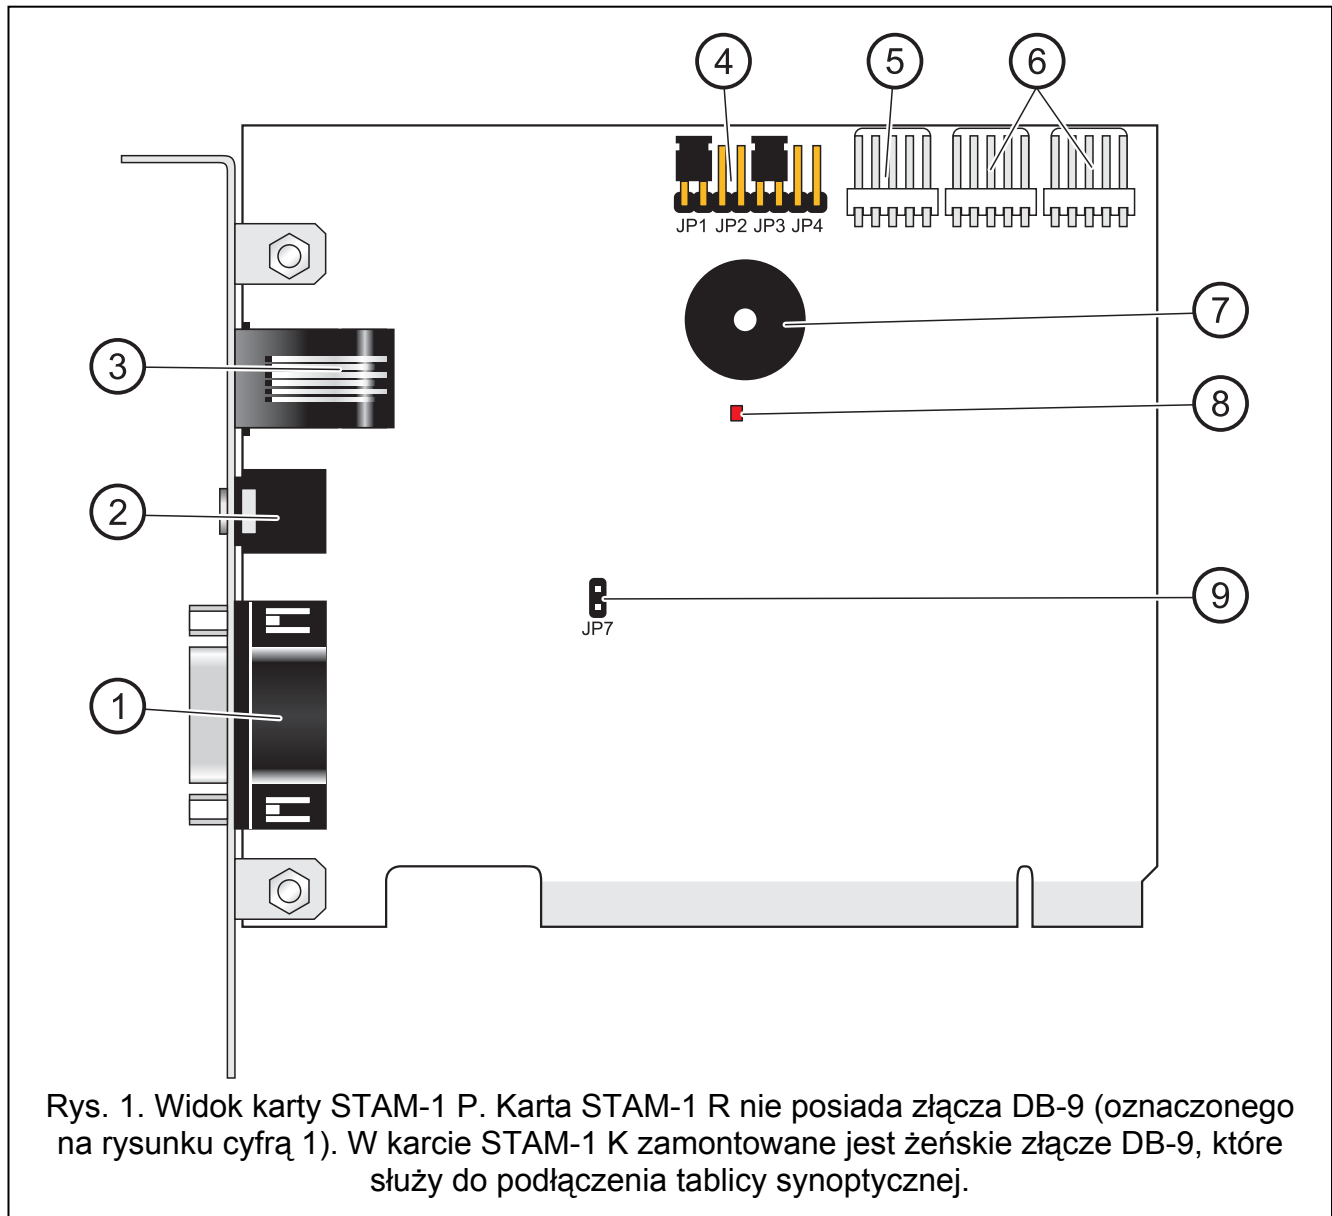 4 5 6
JP1 JP2 JP3 JP4
7
3
8
2
9
JP7
1
Rys. 1. Widok karty STAM-1 P. Karta STAM-1 R nie posiada złącza DB-9 (oznaczonego
na rysunku cyfrą 1). W karcie STAM-1 K zamontowane jest żeńskie złącze DB-9, które
służy do podłączenia tablicy synoptycznej.